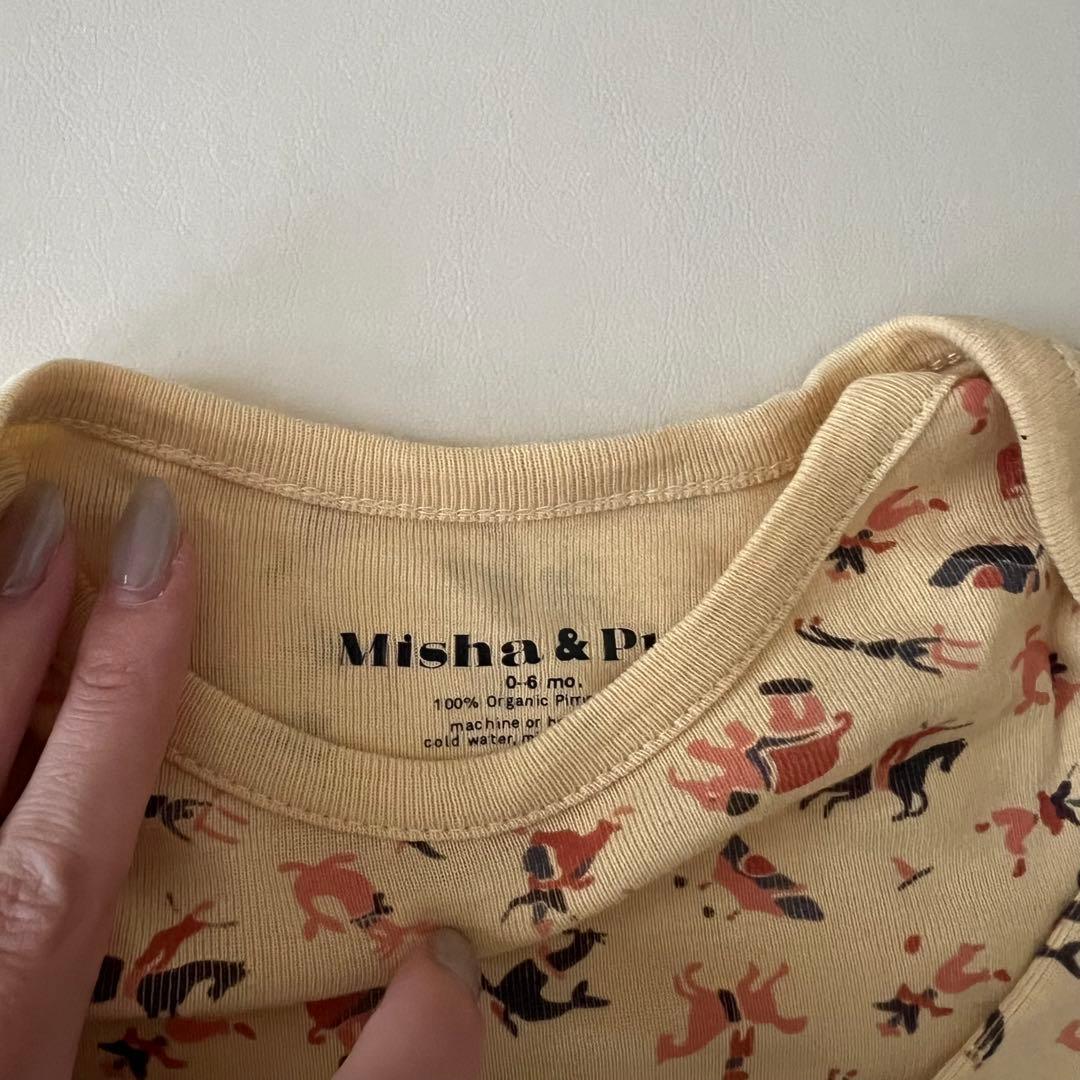 Misha & Pu
0-6 mo.
100% Organic Pim
machine or h
cold water, m